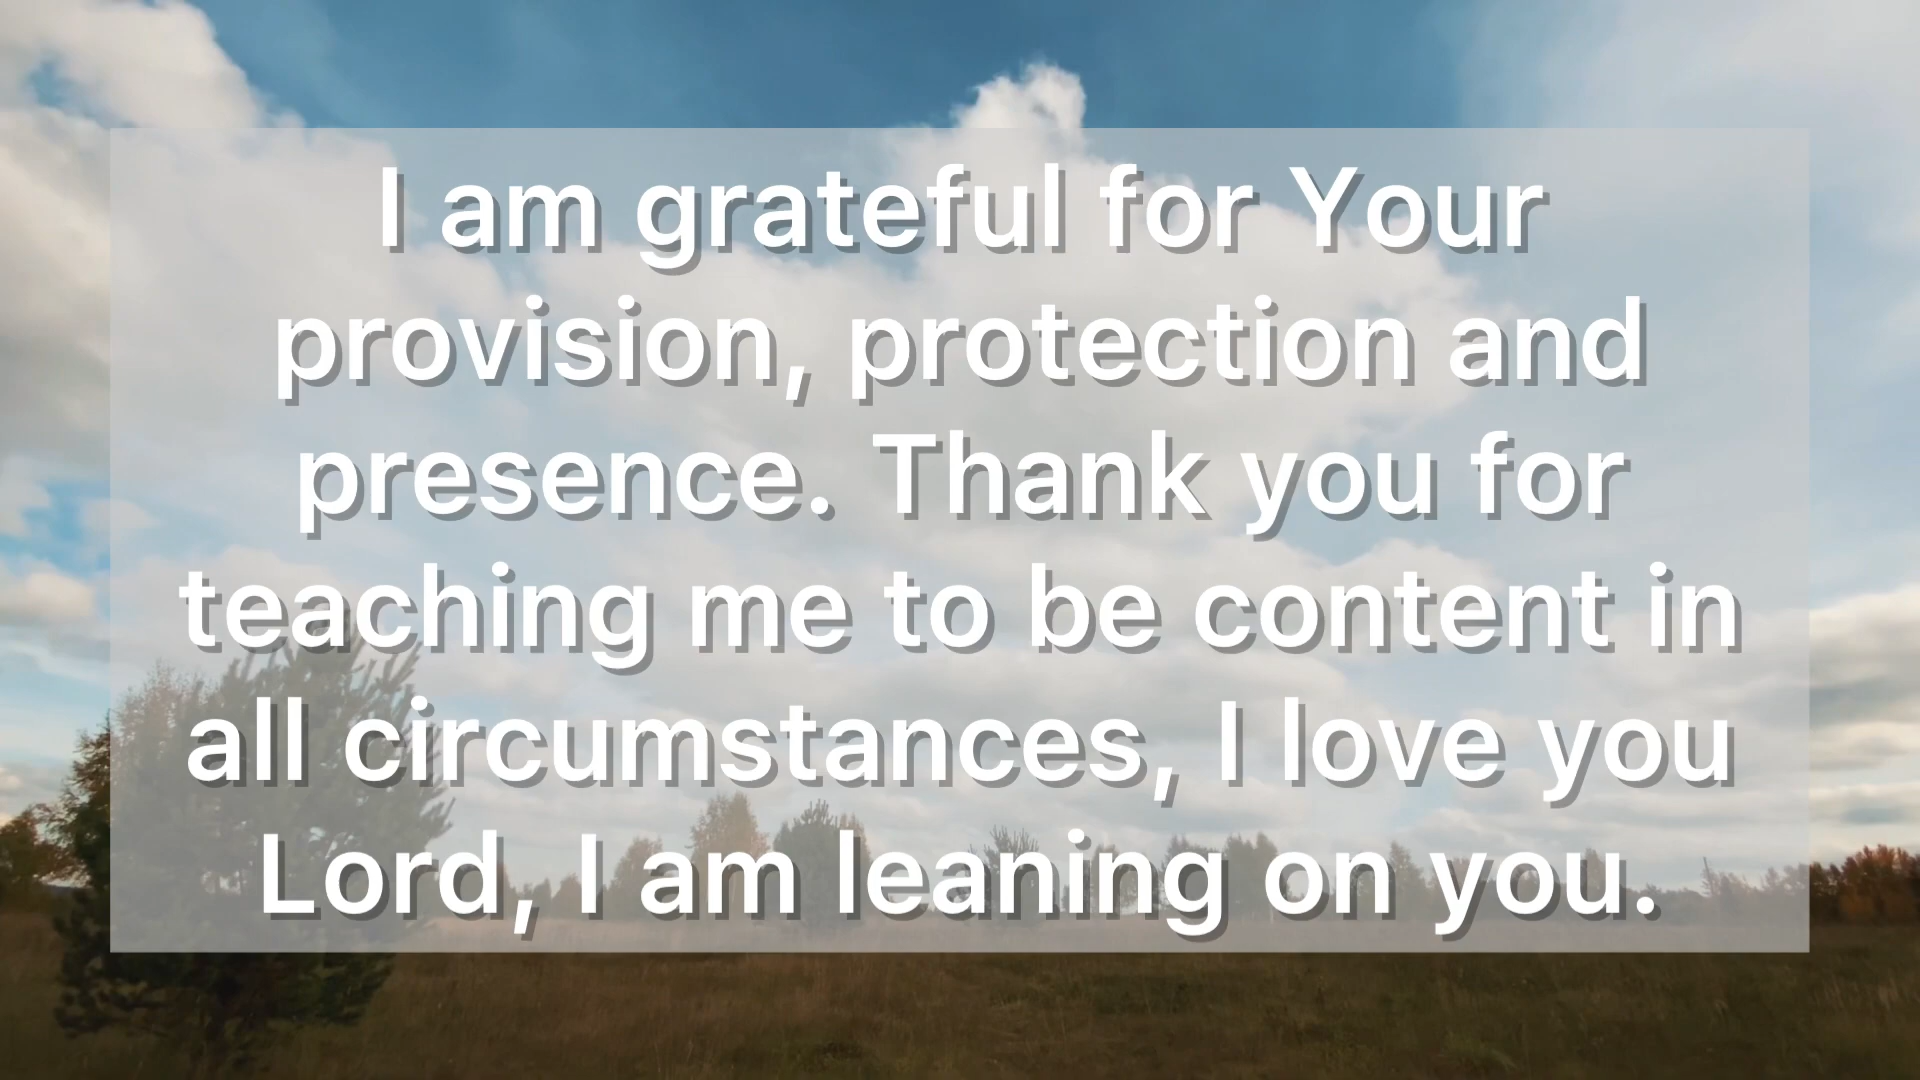 I am grateful for Your
provision, protection and
presence. Thank you for
teaching me to be content in
all circumstances, I love you
Lord, I am leaning on you.